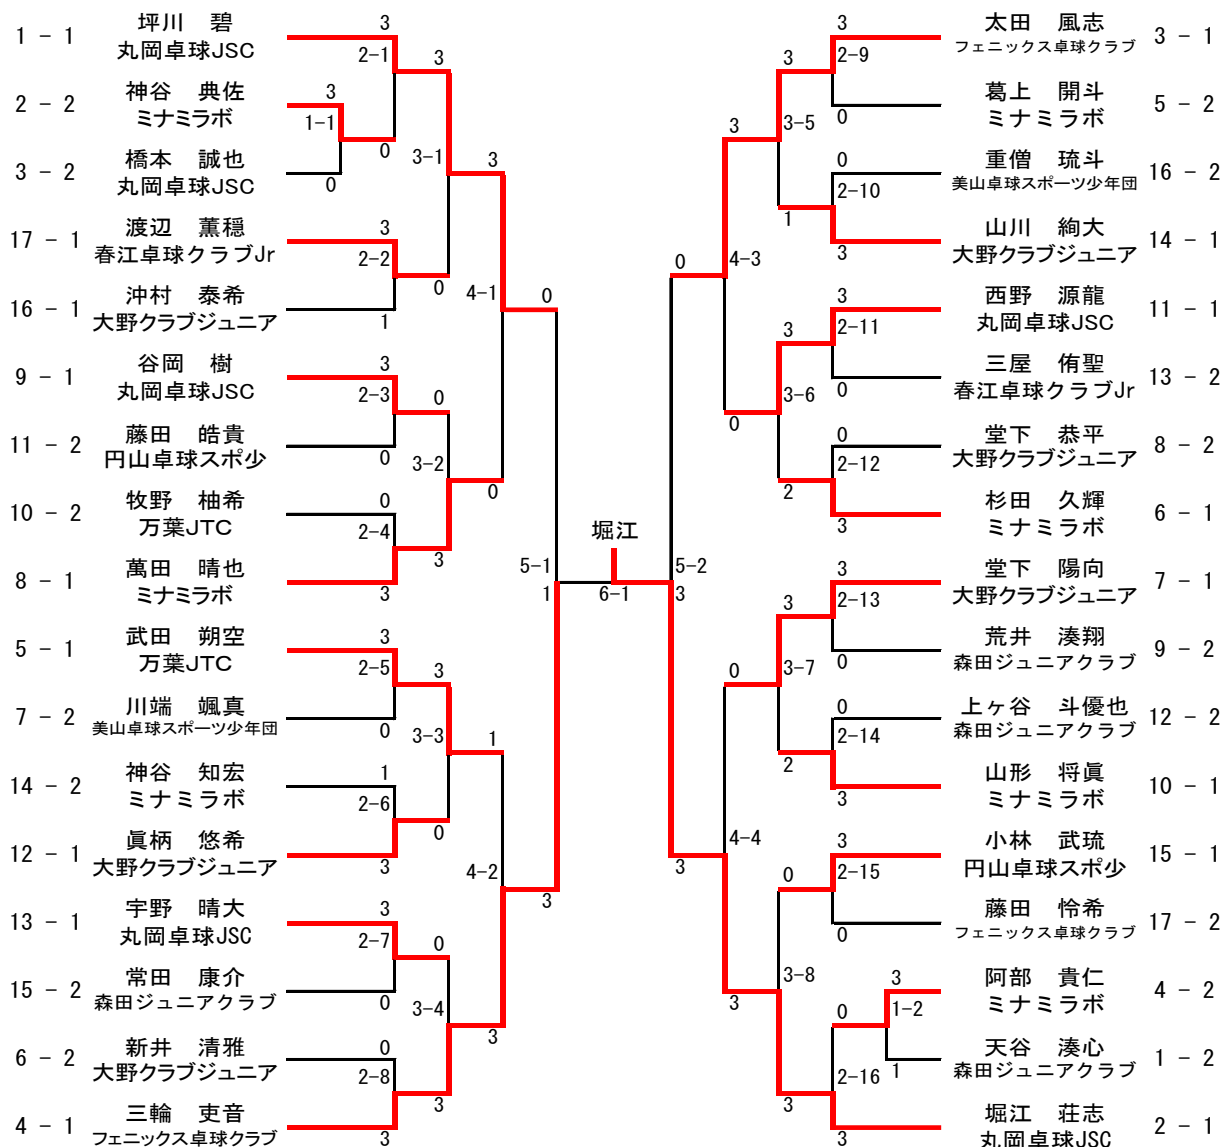 1 - 1
坪川　碧
丸岡卓球JSC
3
2-1
3
2 - 2
神谷　典佐
ミナミラボ
3
1-1
0
3 - 2
橋本　誠也
丸岡卓球JSC
0
3-1
3
17 - 1
渡辺　薫穏
春江卓球クラブJr
3
2-2
0
16 - 1
沖村　泰希
大野クラブジュニア
1
4-1
0
9 - 1
谷岡　樹
丸岡卓球JSC
3
2-3
0
11 - 2
藤田　皓貴
円山卓球スポ少
0
3-2
0
10 - 2
牧野　柚希
万葉JTC
0
2-4
3
8 - 1
萬田　晴也
ミナミラボ
3
5-1
1
5 - 1
武田　朔空
万葉JTC
3
2-5
3
7 - 2
川端　颯真
美山卓球スポーツ少年団
0
3-3
1
14 - 2
神谷　知宏
ミナミラボ
1
2-6
0
12 - 1
眞柄　悠希
大野クラブジュニア
3
4-2
3
13 - 1
宇野　晴大
丸岡卓球JSC
3
2-7
0
15 - 2
常田　康介
森田ジュニアクラブ
0
3-4
3
6 - 2
新井　清雅
大野クラブジュニア
0
2-8
3
4 - 1
三輪　吏音
フェニックス卓球クラブ
3
堀江
6-1
3
2-9
3
太田　風志
フェニックス卓球クラブ
3 - 1
0
葛上　開斗
ミナミラボ
5 - 2
3
3-5
0
2-10
1
重僧　琉斗
美山卓球スポーツ少年団
16 - 2
3
山川　絢大
大野クラブジュニア
14 - 1
0
4-3
3
2-11
3
西野　源龍
丸岡卓球JSC
11 - 1
0
三屋　侑聖
春江卓球クラブJr
13 - 2
0
3-6
0
2-12
2
堂下　恭平
大野クラブジュニア
8 - 2
3
杉田　久輝
ミナミラボ
6 - 1
5-2
3
3
2-13
3
堂下　陽向
大野クラブジュニア
7 - 1
0
荒井　湊翔
森田ジュニアクラブ
9 - 2
0
3-7
0
2-14
2
上ヶ谷　斗優也
森田ジュニアクラブ
12 - 2
3
山形　将眞
ミナミラボ
10 - 1
3
4-4
3
2-15
0
小林　武琉
円山卓球スポ少
15 - 1
0
藤田　怜希
フェニックス卓球クラブ
17 - 2
3
3-8
0
3
1-2
阿部　貴仁
ミナミラボ
4 - 2
1
天谷　湊心
森田ジュニアクラブ
1 - 2
2-16
3
3
堀江　荘志
丸岡卓球JSC
2 - 1